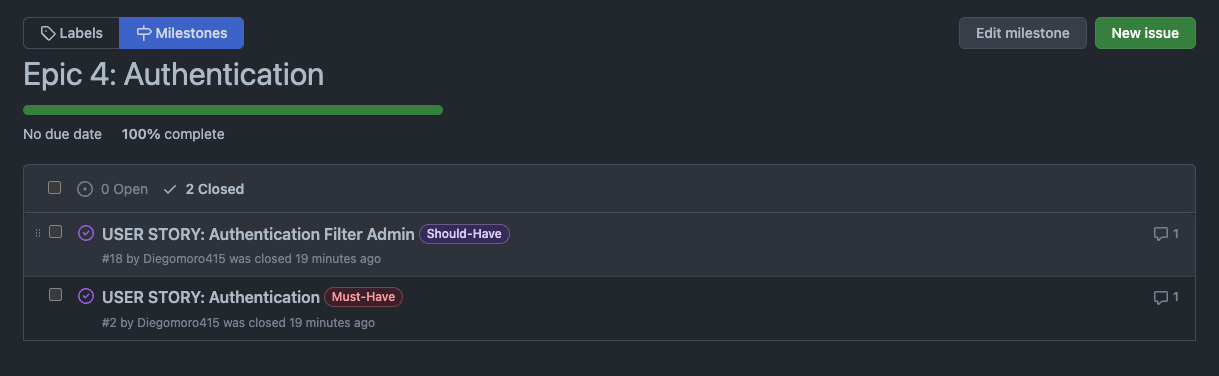 Labels Milestones Edit milestone New issue
Epic 4: Authentication
No due date 100% complete
0 Open 2 Closed
USER STORY: Authentication Filter Admin Should-Have 1
#18 by Diegomoro415 was closed 19 minutes ago
USER STORY: Authentication Must-Have 1
#2 by Diegomoro415 was closed 19 minutes ago